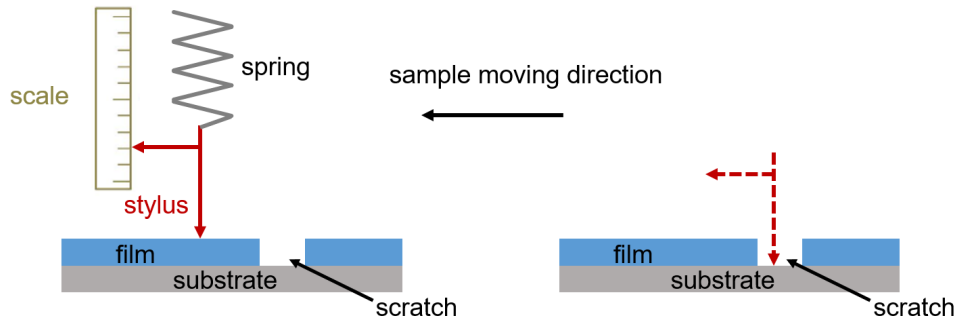 spring
sample moving direction
scale
stylus
film
film
substrate
substrate
scratch
scratch